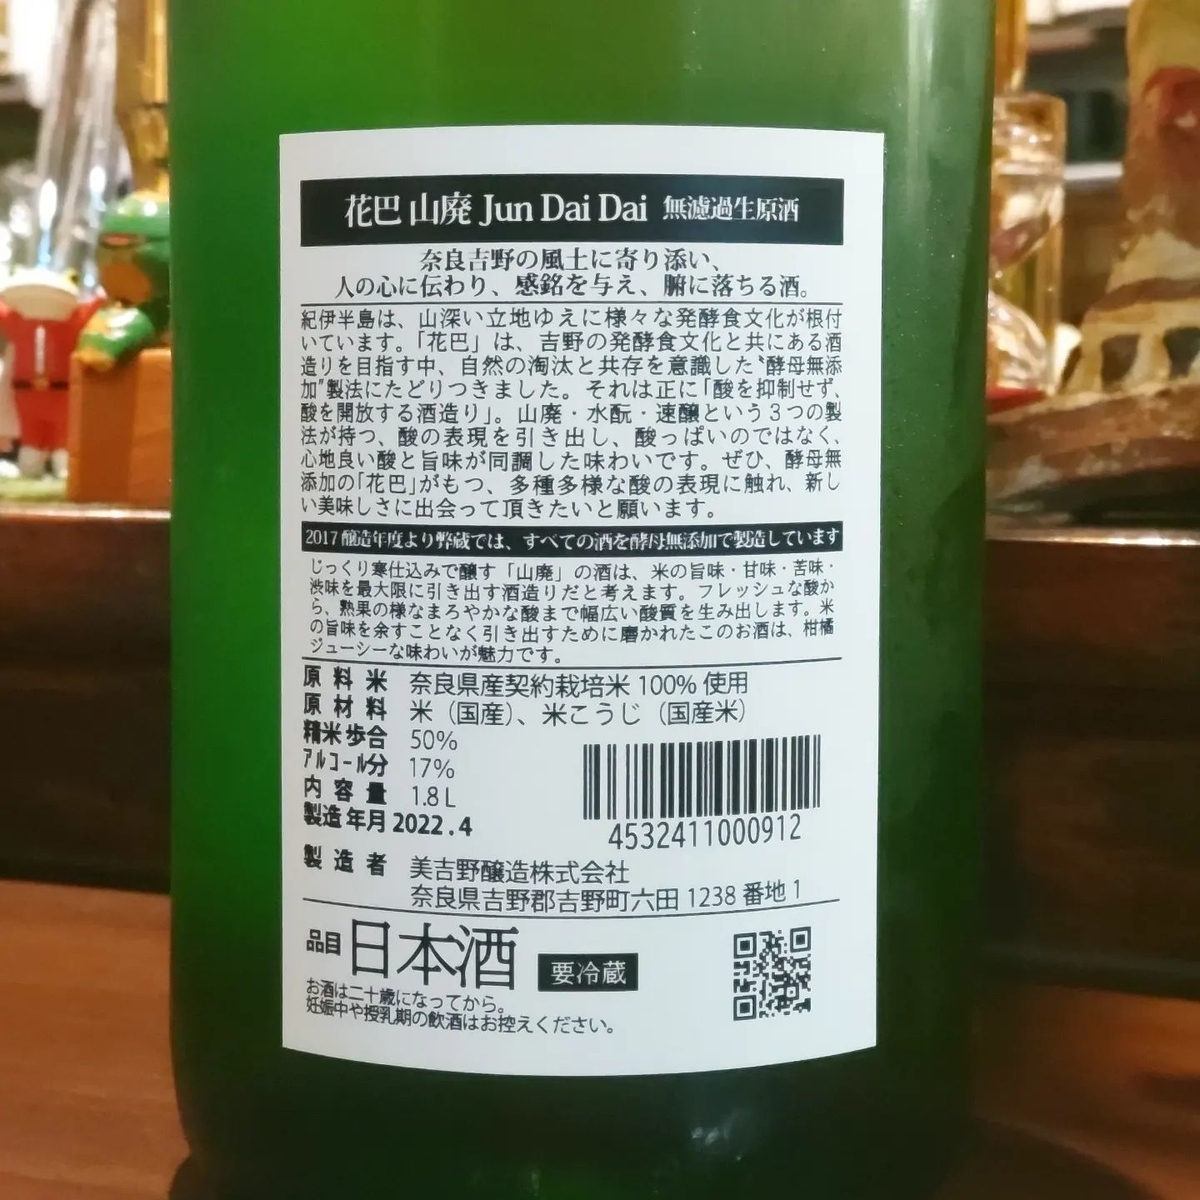 花巴 山廃 Jun Dai Dai 無濾過生原酒
奈良吉野の風土に寄り添い、
人の心に伝わり、感銘を与え、腑に落ちる酒。
紀伊半島は、山深い立地ゆえに様々な発酵食文化が根付
いています。「花巴」は、吉野の発酵食文化と共にある酒
造りを目指す中、自然の淘汰と共存を意識した〝酵母無添
加〟製法にたどりつきました。それは正に「酸を抑制せず、
酸を開放する酒造り」。山廃・水酛・速醸という３つの製
法が持つ、酸の表現を引き出し、酸っぱいのではなく、
心地良い酸と旨味が同調した味わいです。ぜひ、酵母無
添加の「花巴」がもつ、多種多様な酸の表現に触れ、新し
い美味しさに出会って頂きたいと願います。
2017醸造年度より弊蔵では、すべての酒を酵母無添加で製造しています
じっくり寒仕込みで醸す「山廃」の酒は、米の旨味・甘味・苦味・
渋味を最大限に引き出す酒造りだと考えます。フレッシュな酸か
ら、熟果の様なまろやかな酸まで幅広い酸質を生み出します。米
の旨味を余すことなく引き出すために磨かれたこのお酒は、柑橘
ジューシーな味わいが魅力です。
原料米 奈良県産契約栽培米 100% 使用
原材料 米（国産）、米こうじ（国産米）
精米歩合 50%
アルコール分 17%
内容量 1.8L
製造年月 2022.4
4532411000912
製造者 美吉野醸造株式会社
奈良県吉野郡吉野町六田 1238 番地 1
品目 日本酒 要冷蔵
お酒は二十歳になってから。
妊娠中や授乳期の飲酒はお控えください。